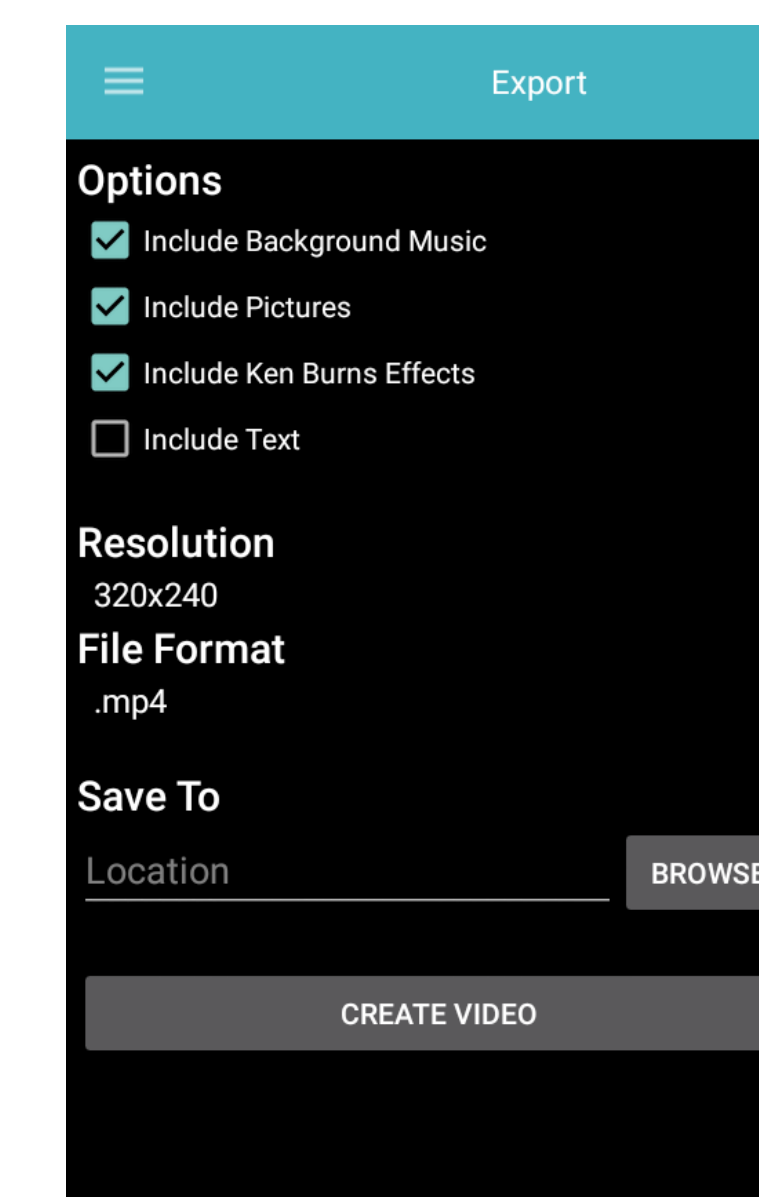 Export
Options
Include Background Music
Include Pictures
Include Ken Burns Effects
Include Text
Resolution
320x240
File Format
.mp4
Save To
Location
BROWSE
CREATE VIDEO